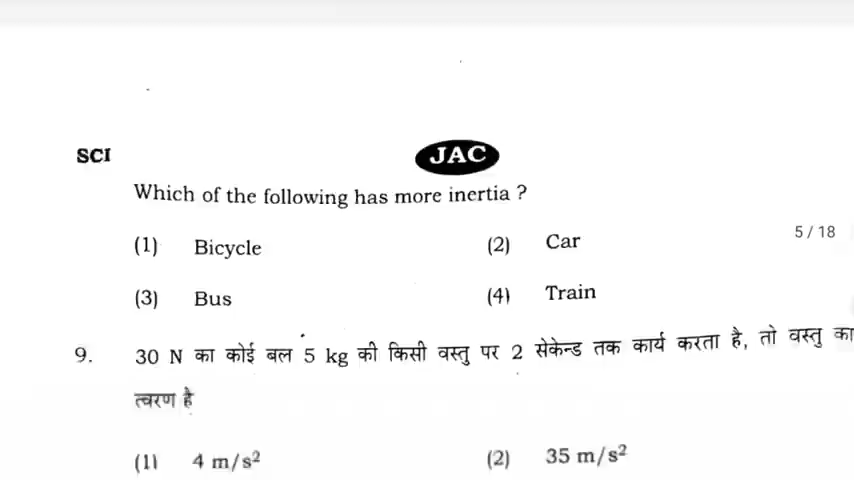 SCI
JAC
Which of the following has more inertia ?
(1) Bicycle (2) Car
5 / 18
(3) Bus (4) Train
9. 30 N का कोई बल 5 kg की किसी वस्तु पर 2 सेकेन्ड तक कार्य करता है, तो वस्तु का
त्वरण है
(1) 4 m/s² (2) 35 m/s²